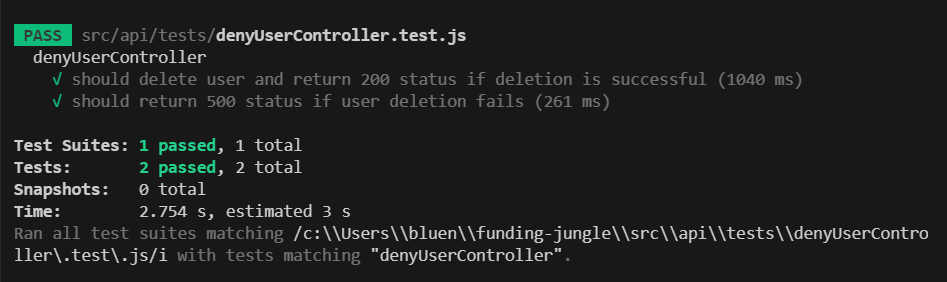 PASS src/api/tests/denyUserController.test.js
denyUserController
√ should delete user and return 200 status if deletion is successful (1040 ms)
√ should return 500 status if user deletion fails (261 ms)
Test Suites: 1 passed, 1 total
Tests: 2 passed, 2 total
Snapshots: 0 total
Time: 2.754 s, estimated 3 s
Ran all test suites matching /c:\\Users\\bluen\\funding-jungle\\src\\api\\tests\\denyUserContro
ller\.test\.js/i with tests matching "denyUserController".